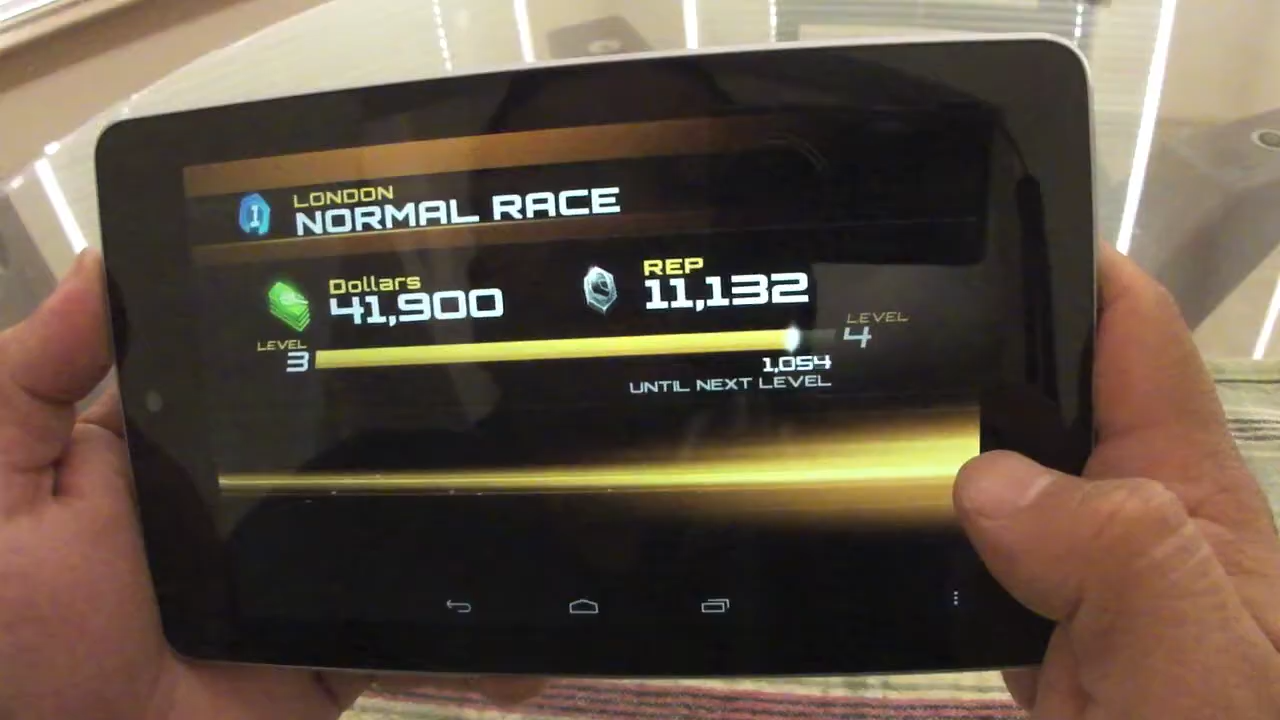 1
LONDON
NORMAL RACE
Dollars
41,900
REP
11,132
LEVEL
3
LEVEL
4
1,054
UNTIL NEXT LEVEL